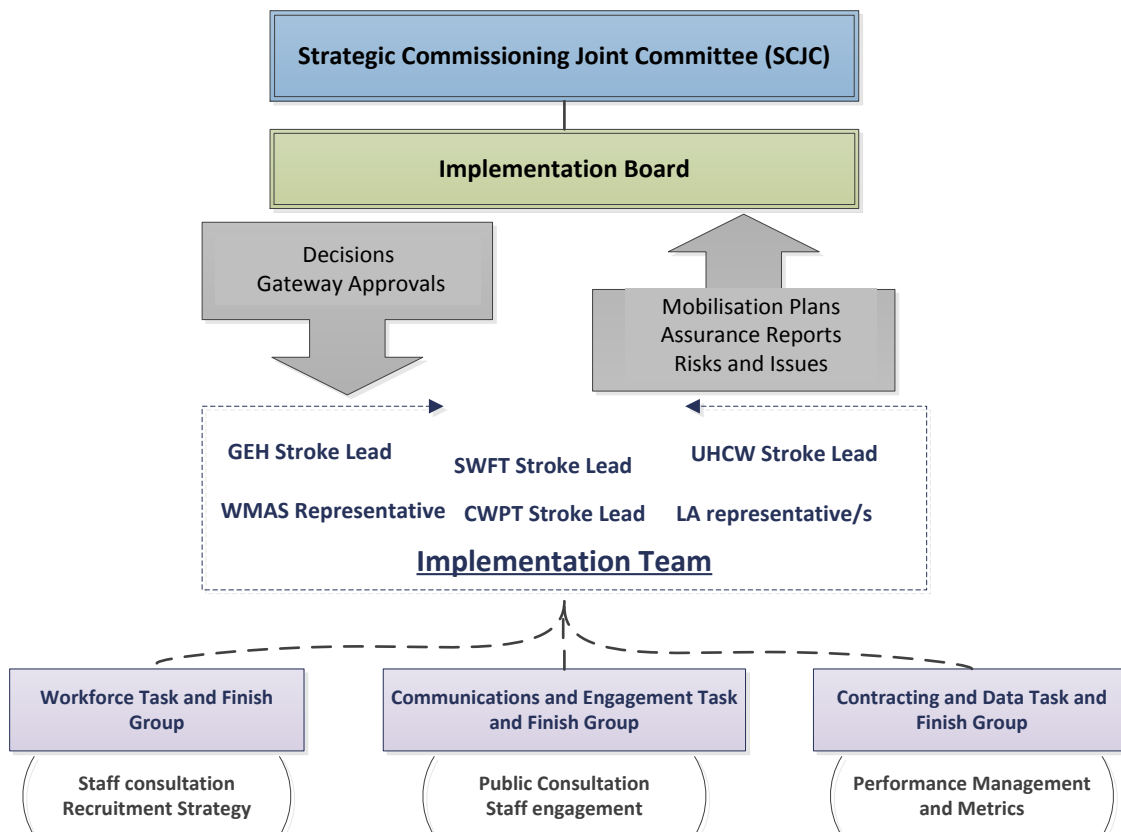 Strategic Commissioning Joint Committee (SCJC)
Implementation Board
Decisions
Gateway Approvals
Mobilisation Plans
Assurance Reports
Risks and Issues
GEH Stroke Lead
SWFT Stroke Lead
UHCW Stroke Lead
WMAS Representative
CWPT Stroke Lead
LA representative/s
Implementation Team
Workforce Task and Finish
Group
Communications and Engagement Task
and Finish Group
Contracting and Data Task and
Finish Group
Staff consultation
Recruitment Strategy
Public Consultation
Staff engagement
Performance Management
and Metrics